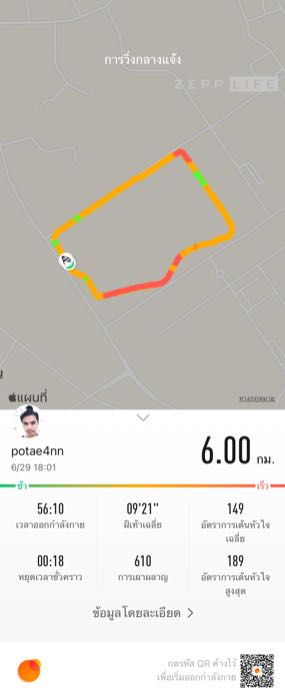 การวิ่งกลางแจ้ง
ZEPP LIFE
แผนที่
ทางกฎหมาย
potae4nn
6/29 18:01
6.00 กม.
ช้า
เร็ว
56:10
เวลาออกกำลังกาย
09'21"
ฝีเท้าเฉลี่ย
149
อัตราการเต้นหัวใจ
เฉลี่ย
00:18
หยุดเวลาชั่วคราว
610
การเผาผลาญ
189
อัตราการเต้นหัวใจ
สูงสุด
ข้อมูลโดยละเอียด >
กดรหัส QR ค้างไว้
เพื่อเริ่มออกกำลังกาย